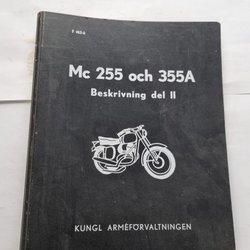 Mc 255 och 355A
Beskrivning del II
KUNGL ARMÉFÖRVALTNINGEN